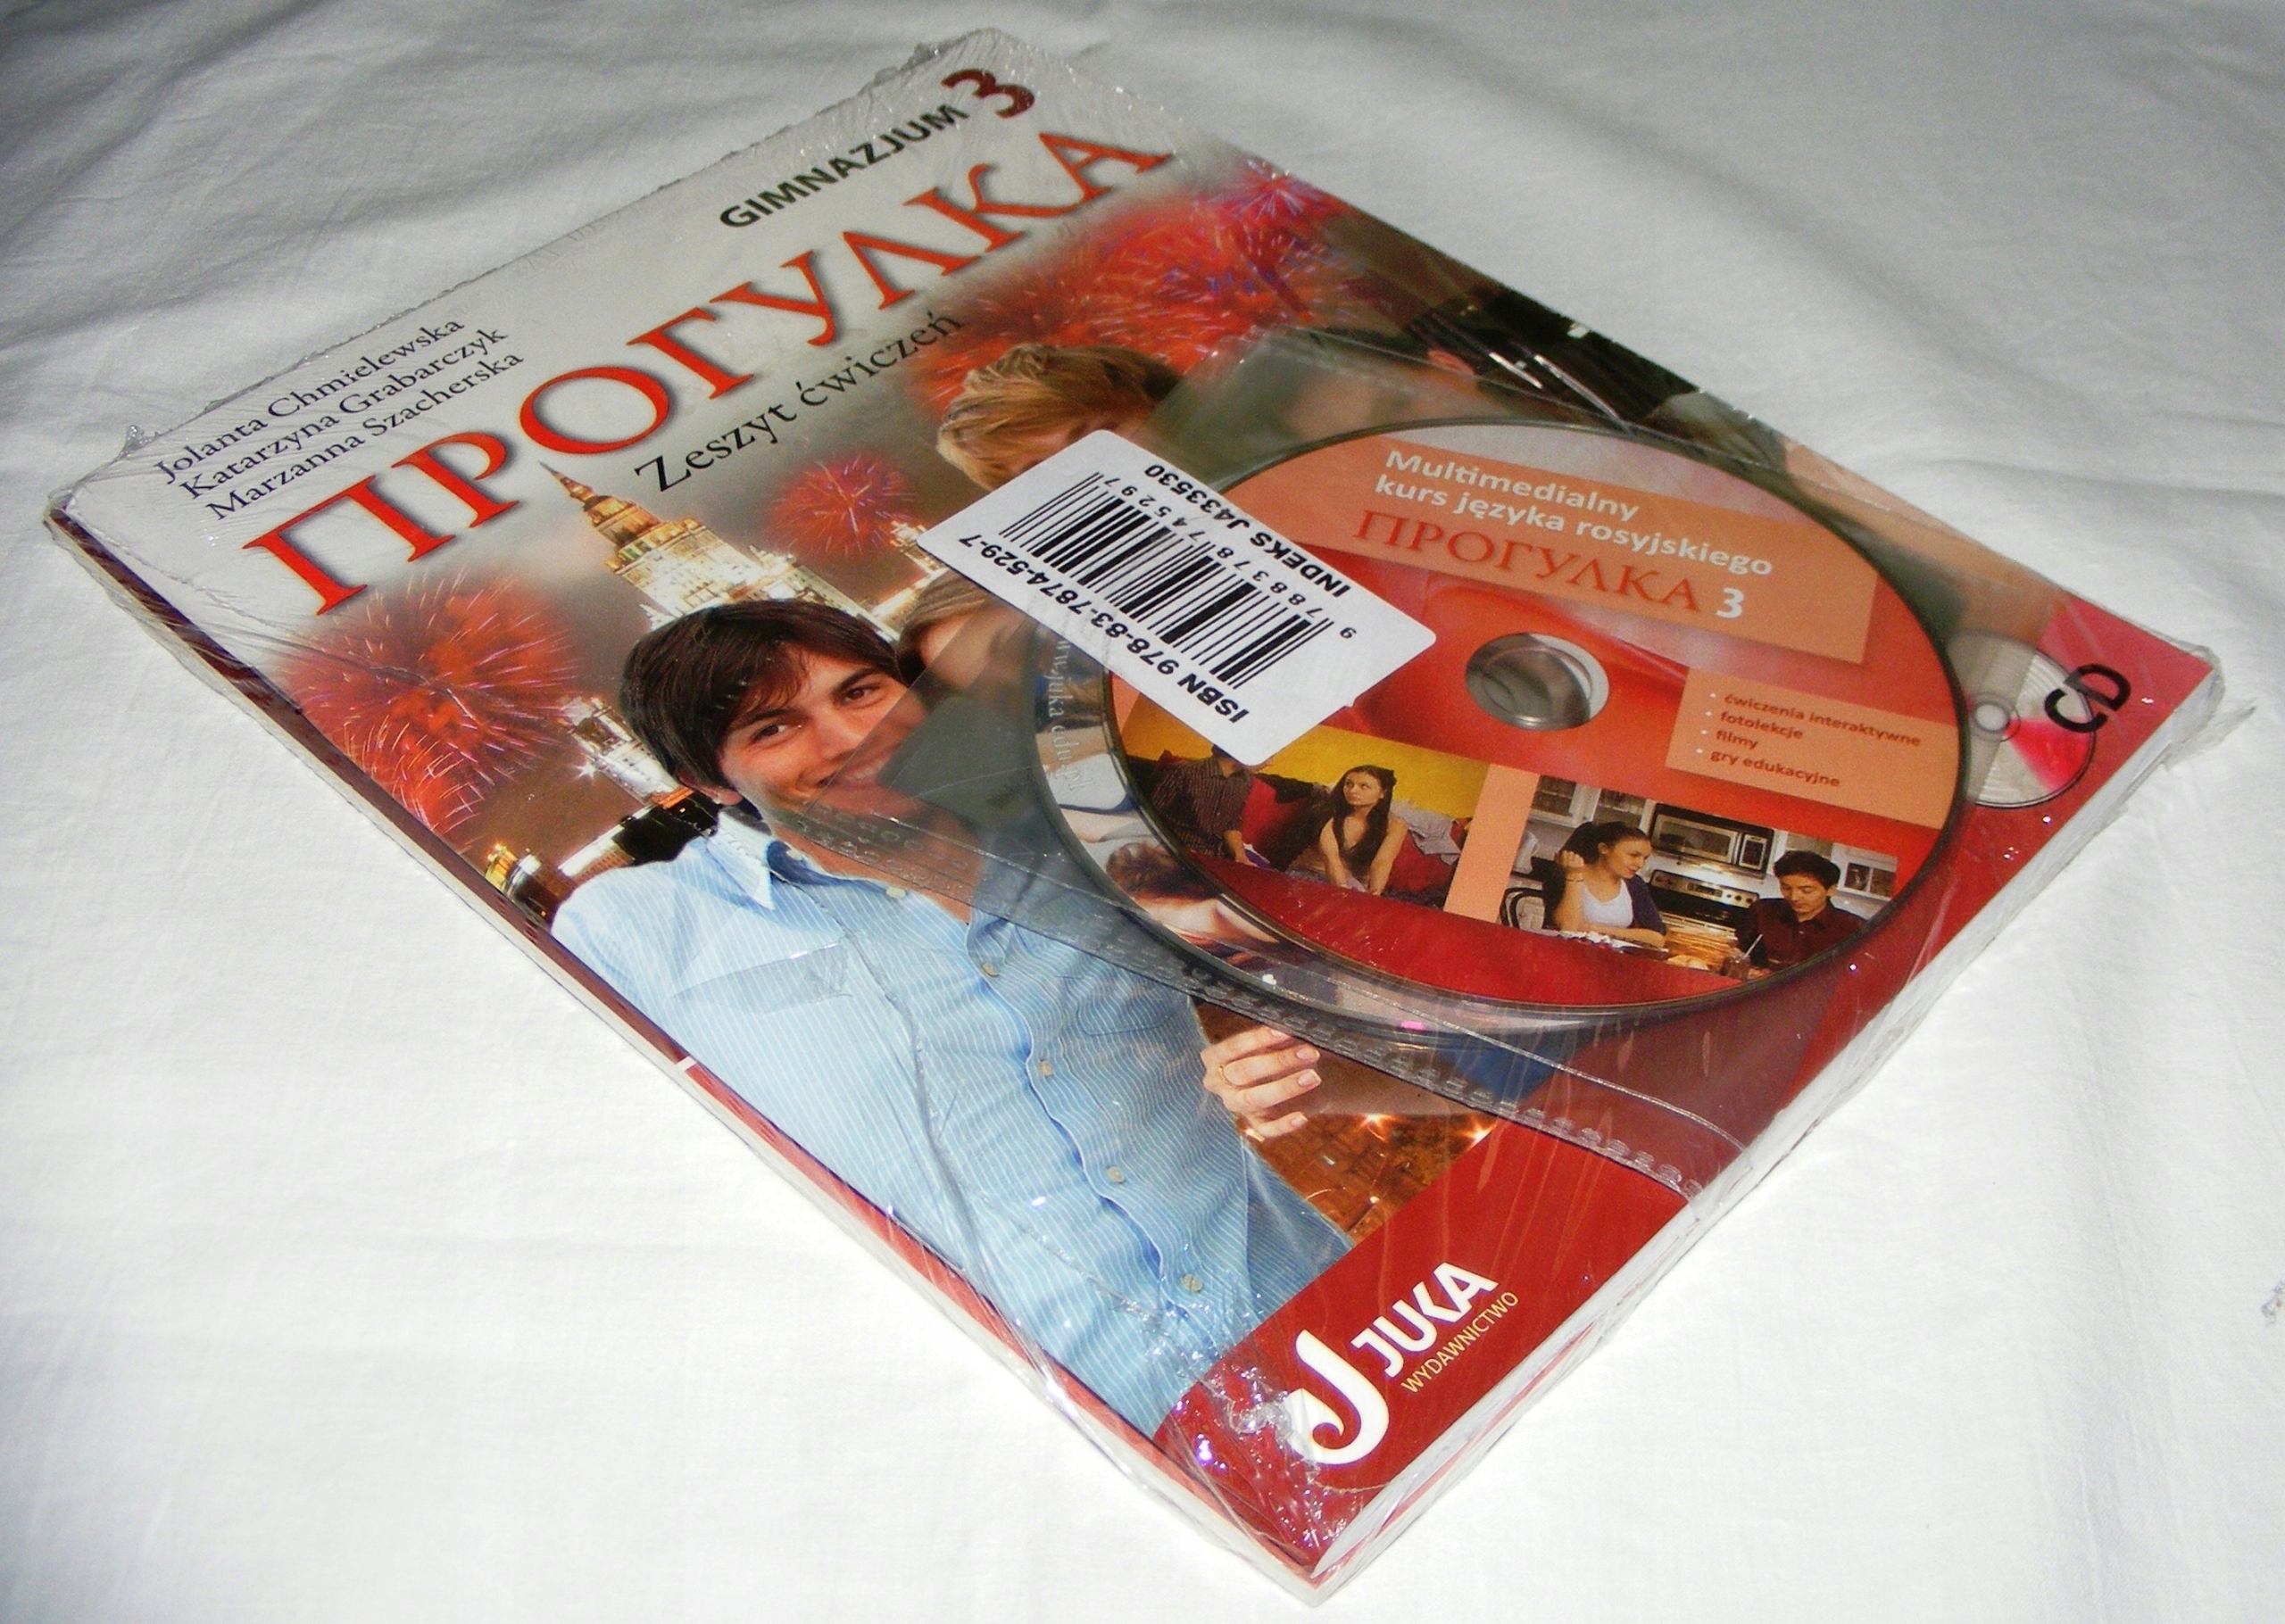 GIMNAZJUM 3
Jolanta Chmielewska
Katarzyna Grabarczyk
Marzanna Szacherska
ПРОГУЛКА
Zeszyt ćwiczeń
Multimedialny
kurs języka rosyjskiego
ПРОГУЛКА 3
• ćwiczenia interaktywne
• fotolekcje
• filmy
• gry edukacyjne
CD
ISBN 978-83-7874-529-7
9 788378 745297
INDEKS J433530
JUKA
WYDAWNICTWO